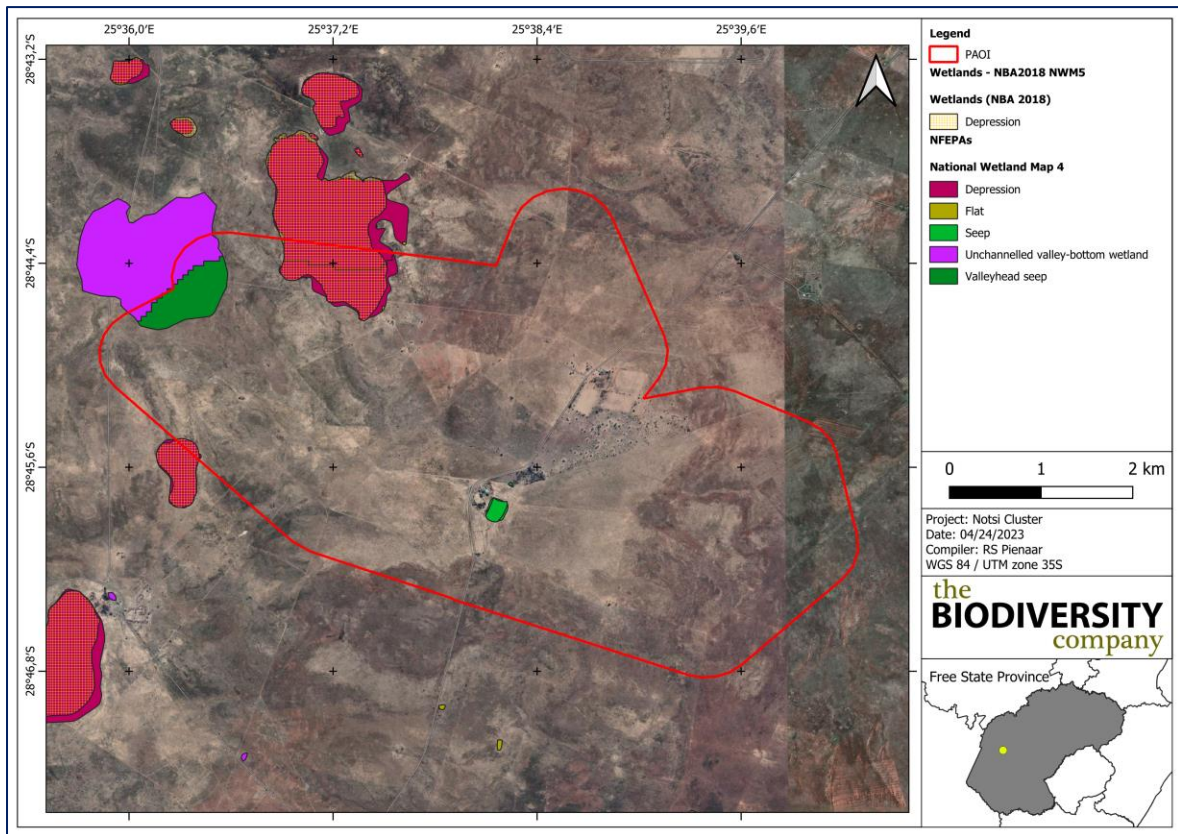 25°36,0′E 25°37,2′E 25°38,4′E 25°39,6′E
28°43,2′S
28°44,4′S
28°45,6′S
28°46,8′S
Legend
PAOI
Wetlands - NBA2018 NWM5
Wetlands (NBA 2018)
Depression
NFEPAs
National Wetland Map 4
Depression
Flat
Seep
Unchannelled valley-bottom wetland
Valleyhead seep
0 1 2 km
Project: Notsi Cluster
Date: 04/24/2023
Compiler: RS Pienaar
WGS 84 / UTM zone 35S
the
BIODIVERSITY
company
Free State Province